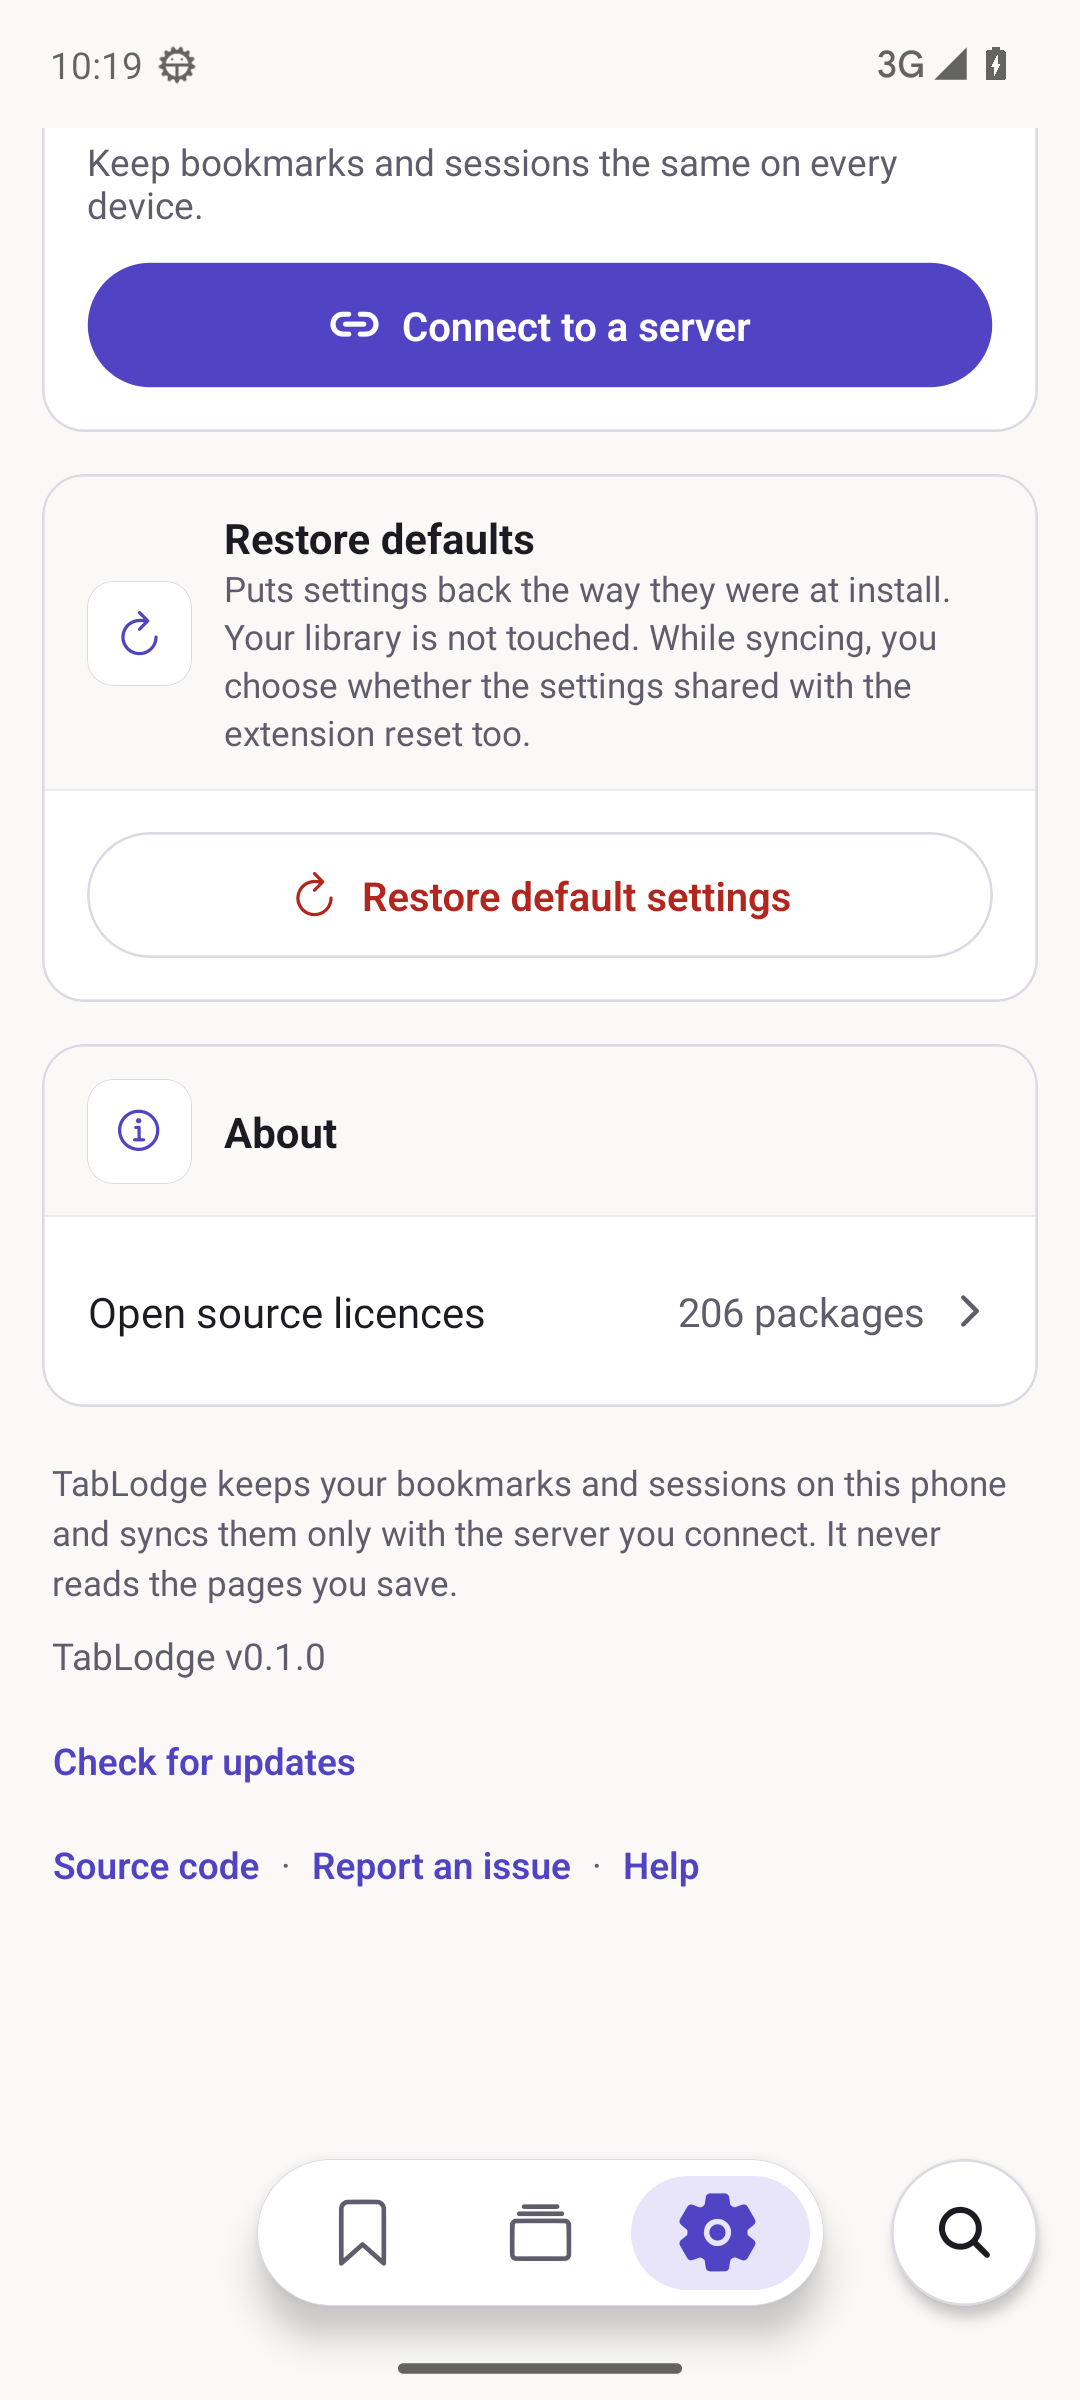 10:19
3G
Keep bookmarks and sessions the same on every
device.
Connect to a server
Restore defaults
Puts settings back the way they were at install.
Your library is not touched. While syncing, you
choose whether the settings shared with the
extension reset too.
Restore default settings
About
Open source licences 206 packages
TabLodge keeps your bookmarks and sessions on this phone
and syncs them only with the server you connect. It never
reads the pages you save.
TabLodge v0.1.0
Check for updates
Source code · Report an issue · Help